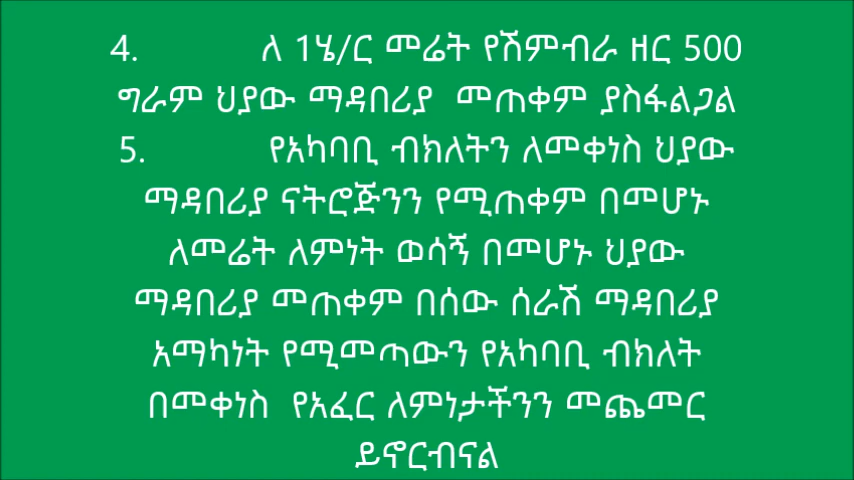 4. ለ 1ሄ/ር መሬት የሽምብራ ዘር 500
ግራም ህያው ማዳበሪያ መጠቀም ያስፋልጋል
5. የአካባቢ ብክለትን ለመቀነስ ህያው
ማዳበሪያ ናትሮጅንን የሚጠቀም በመሆኑ
ለመሬት ለምነት ወሳኝ በመሆኑ ህያው
ማዳበሪያ መጠቀም በሰው ሰራሽ ማዳበሪያ
አማካነት የሚመጣውን የአካባቢ ብክለት
በመቀነስ የአፈር ለምነታችንን መጨመር
ይኖርብናል